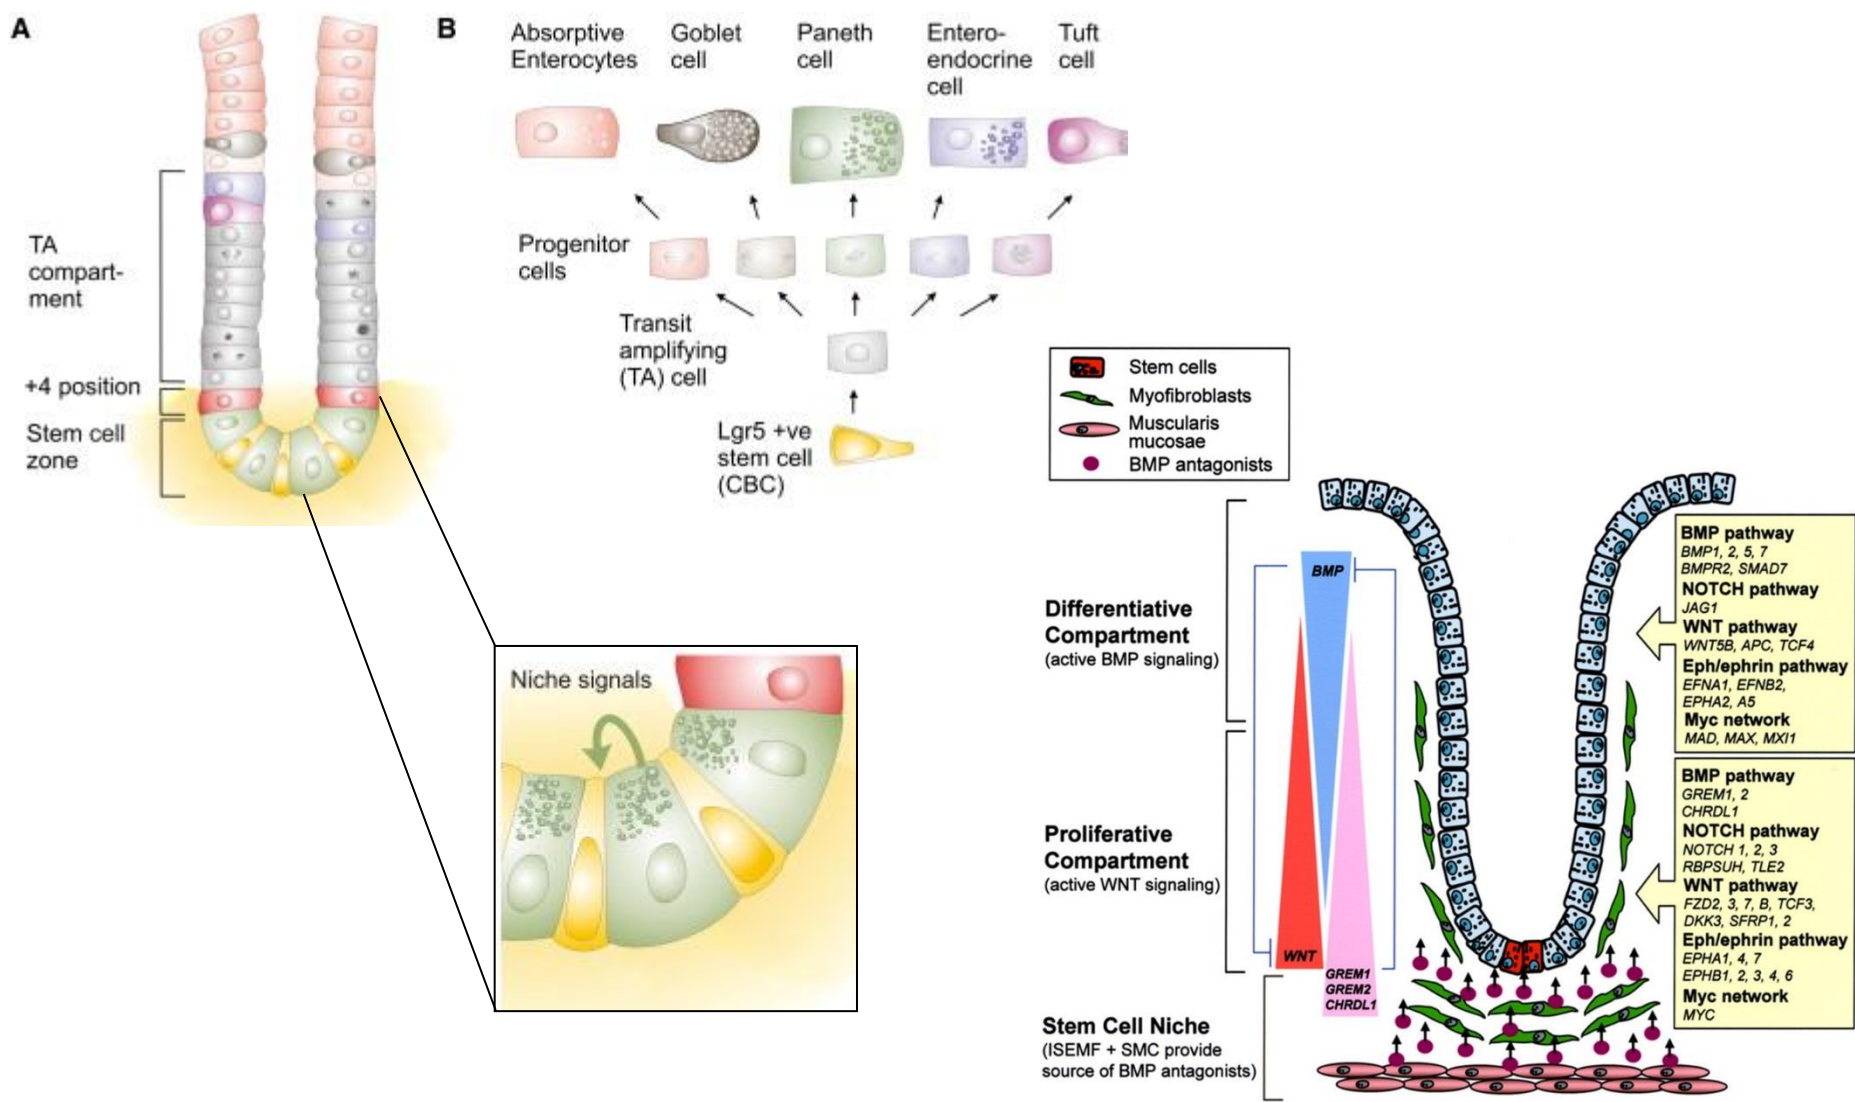 A
TA
compart-
ment
+4 position
Stem cell
zone
B
Absorptive
Enterocytes
Goblet
cell
Paneth
cell
Entero-
endocrine
cell
Tuft
cell
Progenitor
cells
Transit
amplifying
(TA) cell
Lgr5 +ve
stem cell
(CBC)
Niche signals
Stem cells
Myofibroblasts
Muscularis
mucosae
BMP antagonists
Differentiative
Compartment
(active BMP signaling)
Proliferative
Compartment
(active WNT signaling)
Stem Cell Niche
(ISEMF + SMC provide
source of BMP antagonists)
BMP
WNT
GREM1
GREM2
CHRDL1
BMP pathway
BMP1, 2, 5, 7
BMPR2, SMAD7
NOTCH pathway
JAG1
WNT pathway
WNT5B, APC, TCF4
Eph/ephrin pathway
EFNA1, EFNB2,
EPHA2, A5
Myc network
MAD, MAX, MXI1
BMP pathway
GREM1, 2
CHRDL1
NOTCH pathway
NOTCH 1, 2, 3
RBPSUH, TLE2
WNT pathway
FZD2, 3, 7, B, TCF3,
DKK3, SFRP1, 2
Eph/ephrin pathway
EPHA1, 4, 7
EPHB1, 2, 3, 4, 6
Myc network
MYC